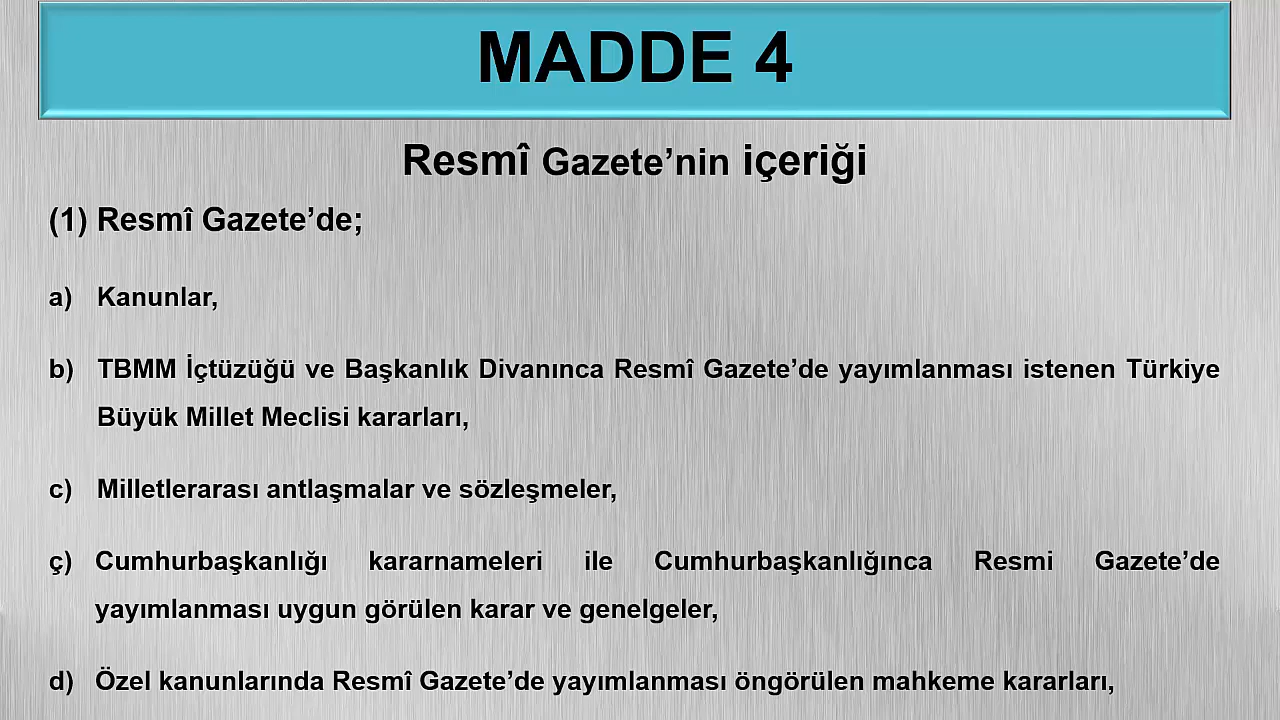 MADDE 4
Resmî Gazete’nin içeriği
(1) Resmî Gazete’de;
a) Kanunlar,
b) TBMM İçtüzüğü ve Başkanlık Divanınca Resmî Gazete’de yayımlanması istenen Türkiye
Büyük Millet Meclisi kararları,
c) Milletlerarası antlaşmalar ve sözleşmeler,
ç) Cumhurbaşkanlığı kararnameleri ile Cumhurbaşkanlığınca Resmi Gazete’de
yayımlanması uygun görülen karar ve genelgeler,
d) Özel kanunlarında Resmî Gazete’de yayımlanması öngörülen mahkeme kararları,